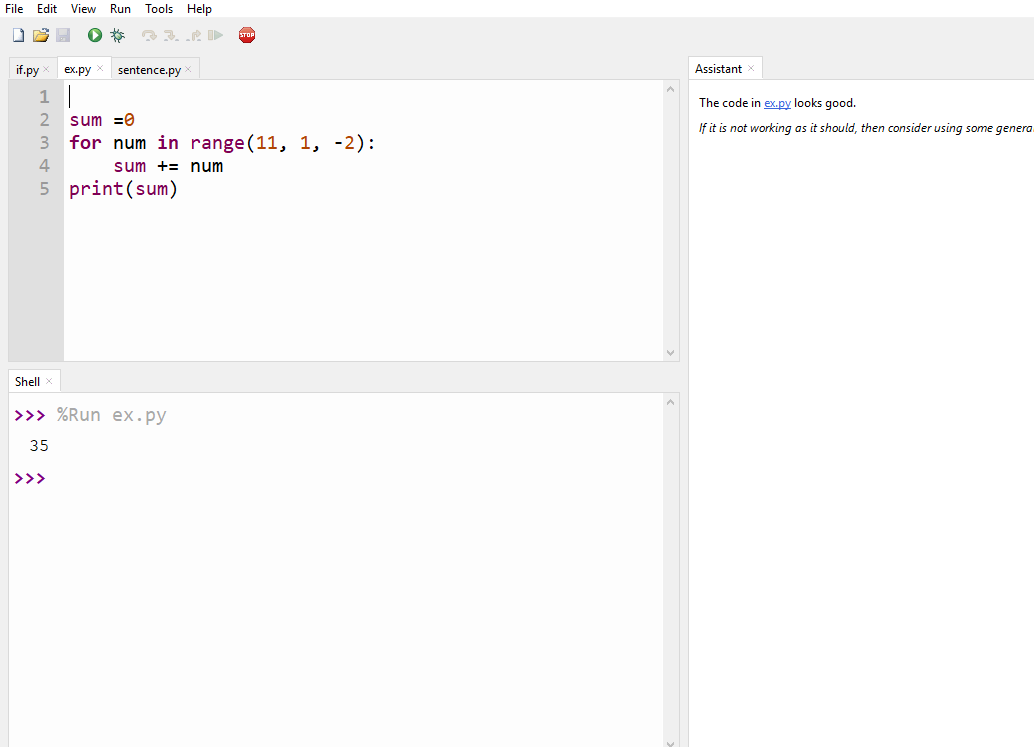 File Edit View Run Tools Help
STOP
if.py × ex.py × sentence.py ×
1
2 sum =0
3 for num in range(11, 1, -2):
4     sum += num
5 print(sum)
Shell ×
>>> %Run ex.py
35
>>>
Assistant ×
The code in ex.py looks good.
If it is not working as it should, then consider using some genera